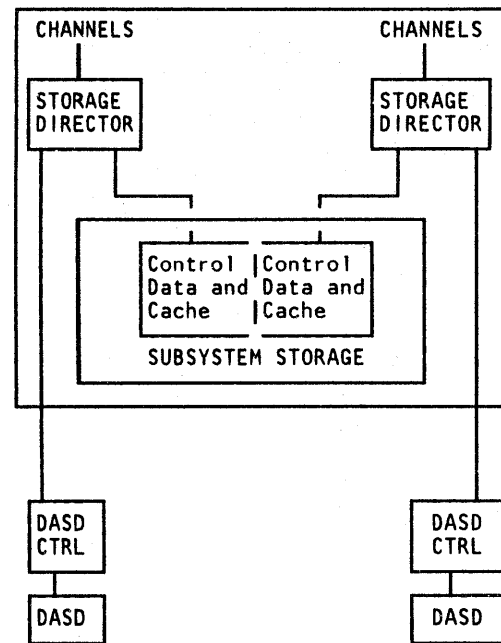 CHANNELS CHANNELS
STORAGE DIRECTOR
STORAGE DIRECTOR
Control Data and Cache
Control Data and Cache
SUBSYSTEM STORAGE
DASD CTRL
DASD CTRL
DASD
DASD